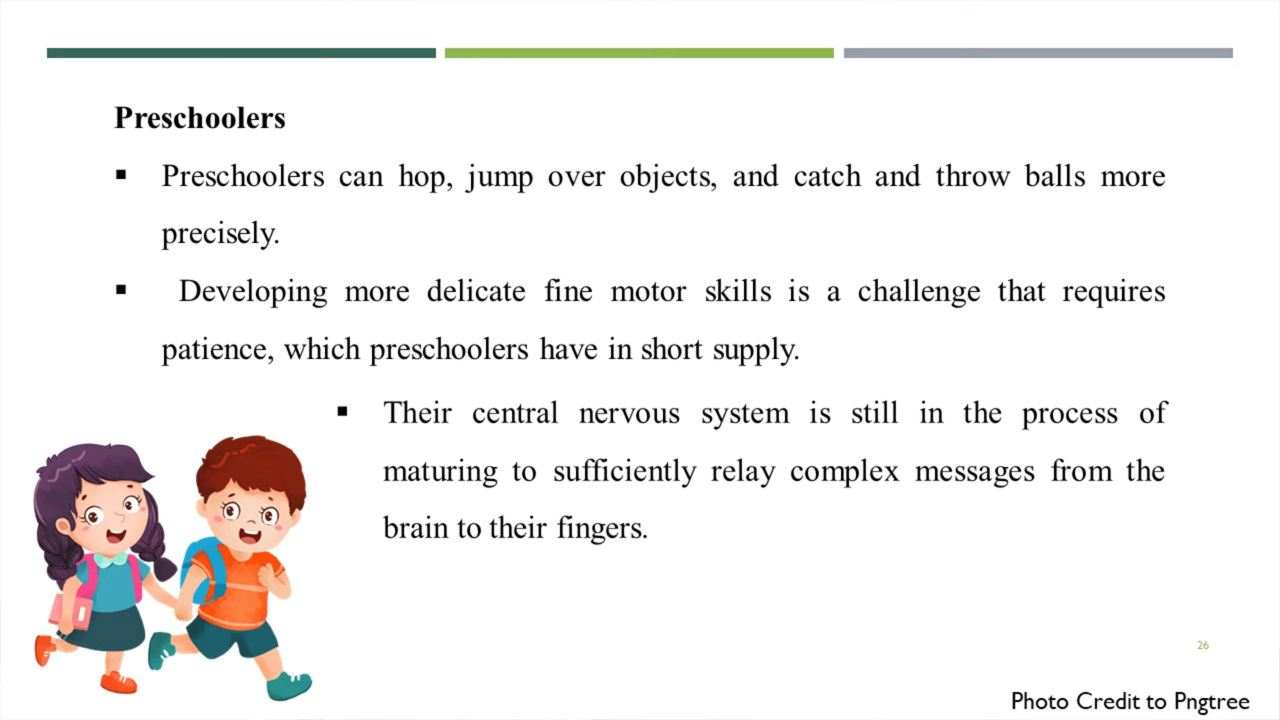 Preschoolers
▪ Preschoolers can hop, jump over objects, and catch and throw balls more
precisely.
▪ Developing more delicate fine motor skills is a challenge that requires
patience, which preschoolers have in short supply.
▪ Their central nervous system is still in the process of
maturing to sufficiently relay complex messages from the
brain to their fingers.
26
Photo Credit to Pngtree